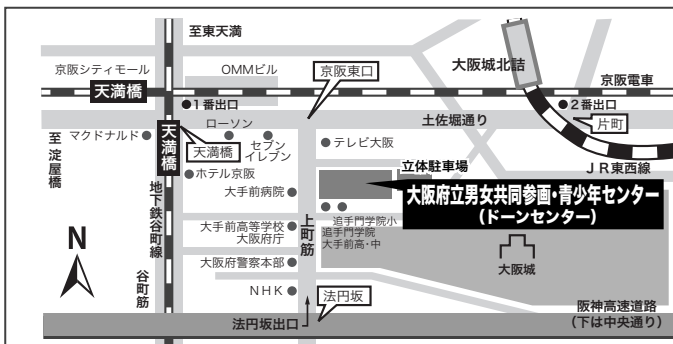 至東天満
京阪シティモール
OMMビル
京阪東口
大阪城北詰
京阪電車
天満橋
●1番出口
●2番出口
土佐堀通り
片町
至淀屋橋
マクドナルド●
天満橋
天満橋
ローソン
セブン
イレブン
●テレビ大阪
立体駐車場
JR東西線
●ホテル京阪
大手前病院●
大阪府立男女共同参画・青少年センター
(ドーンセンター)
地下鉄谷町線
上町筋
大手前高等学校●
大阪府庁
追手門学院小
追手門学院
大手前高・中
N
谷町筋
大阪府警察本部●
大阪城
NHK●
法円坂
法円坂出口
阪神高速道路
(下は中央通り)